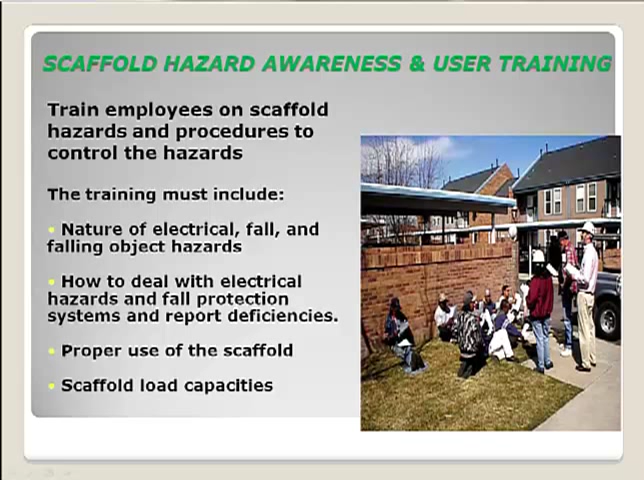 SCAFFOLD HAZARD AWARENESS & USER TRAINING
Train employees on scaffold
hazards and procedures to
control the hazards
The training must include:
• Nature of electrical, fall, and
falling object hazards
• How to deal with electrical
hazards and fall protection
systems and report deficiencies.
• Proper use of the scaffold
• Scaffold load capacities